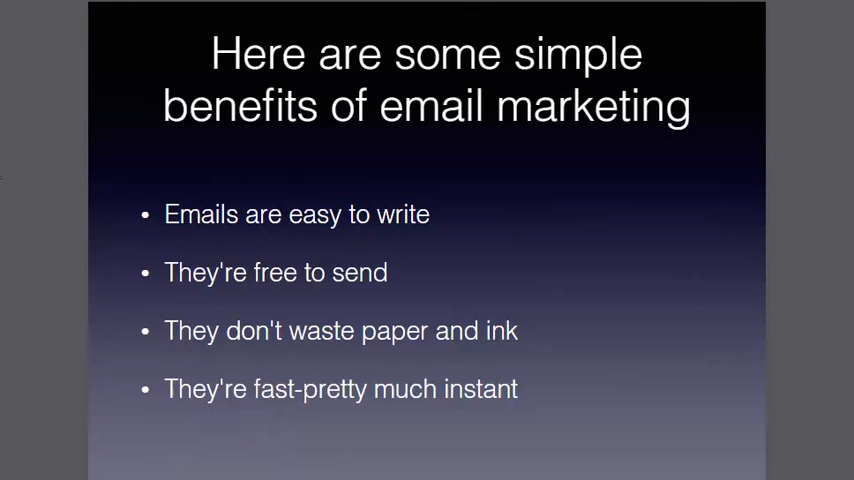 Here are some simple
benefits of email marketing
• Emails are easy to write
• They're free to send
• They don't waste paper and ink
• They're fast-pretty much instant